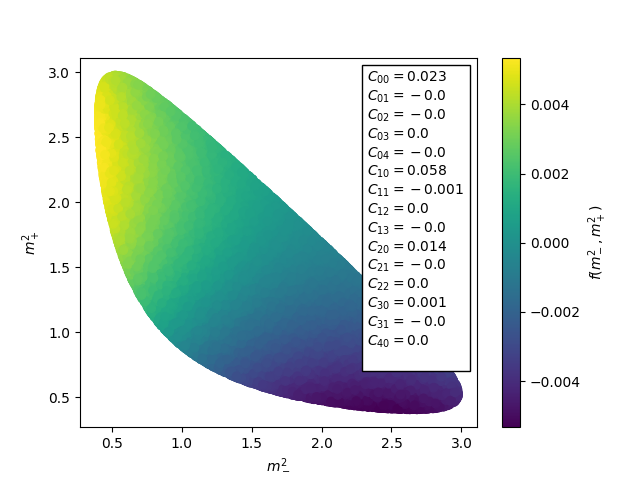 3.0
2.5
2.0
1.5
1.0
0.5
m²₊
0.5 1.0 1.5 2.0 2.5 3.0
m²₋
C₀₀ = 0.023
C₀₁ = −0.0
C₀₂ = −0.0
C₀₃ = 0.0
C₀₄ = −0.0
C₁₀ = 0.058
C₁₁ = −0.001
C₁₂ = 0.0
C₁₃ = −0.0
C₂₀ = 0.014
C₂₁ = −0.0
C₂₂ = 0.0
C₃₀ = 0.001
C₃₁ = −0.0
C₄₀ = 0.0
0.004
0.002
0.000
−0.002
−0.004
f(m²₋, m²₊)